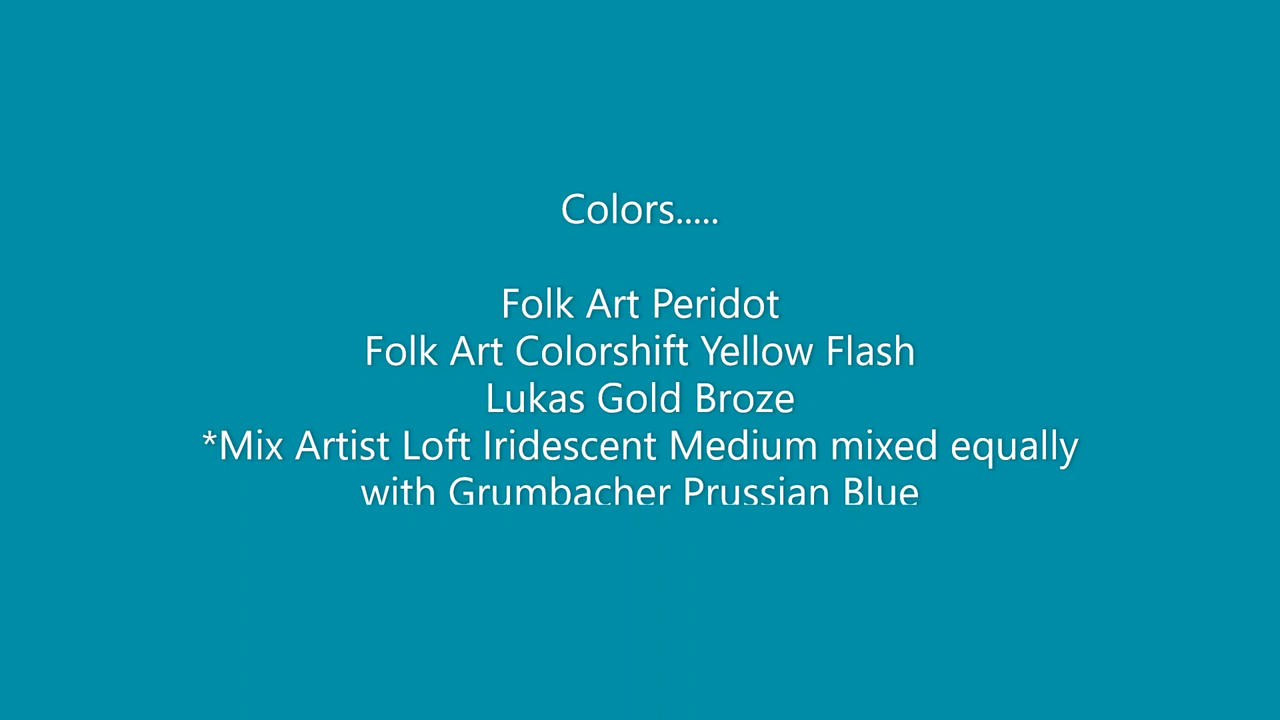 Colors.....
Folk Art Peridot
Folk Art Colorshift Yellow Flash
Lukas Gold Broze
*Mix Artist Loft Iridescent Medium mixed equally
with Grumbacher Prussian Blue